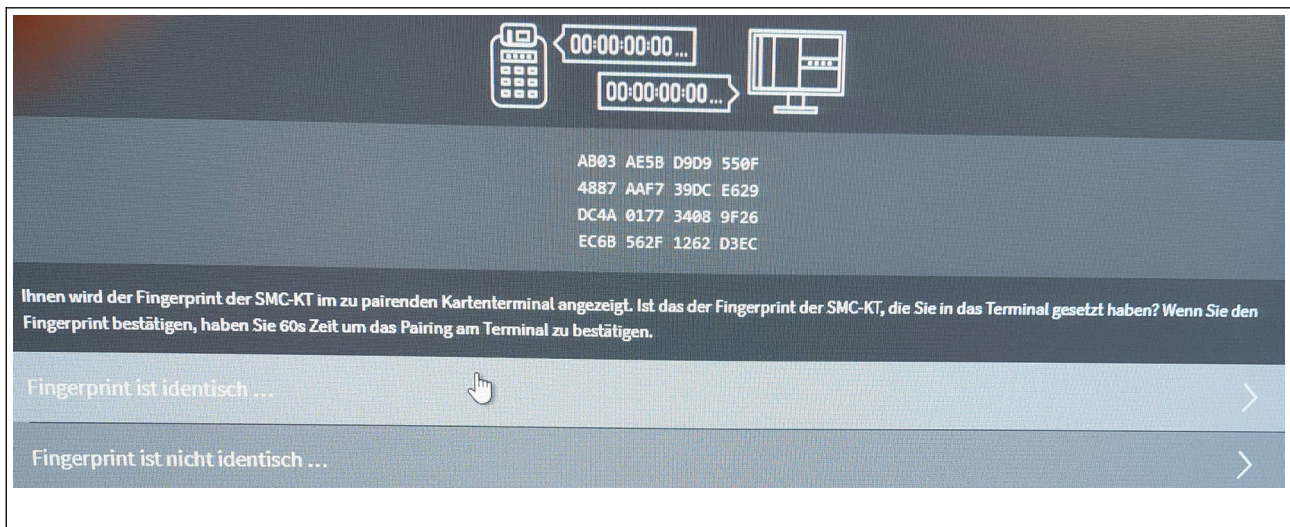 00:00:00:00...
00:00:00:00...
AB03 AE5B D9D9 550F
4887 AAF7 39DC E629
DC4A 0177 3408 9F26
EC6B 562F 1262 D3EC
Ihnen wird der Fingerprint der SMC-KT im zu pairenden Kartenterminal angezeigt. Ist das der Fingerprint der SMC-KT, die Sie in das Terminal gesetzt haben? Wenn Sie den
Fingerprint bestätigen, haben Sie 60s Zeit um das Pairing am Terminal zu bestätigen.
Fingerprint ist identisch ...
Fingerprint ist nicht identisch ...